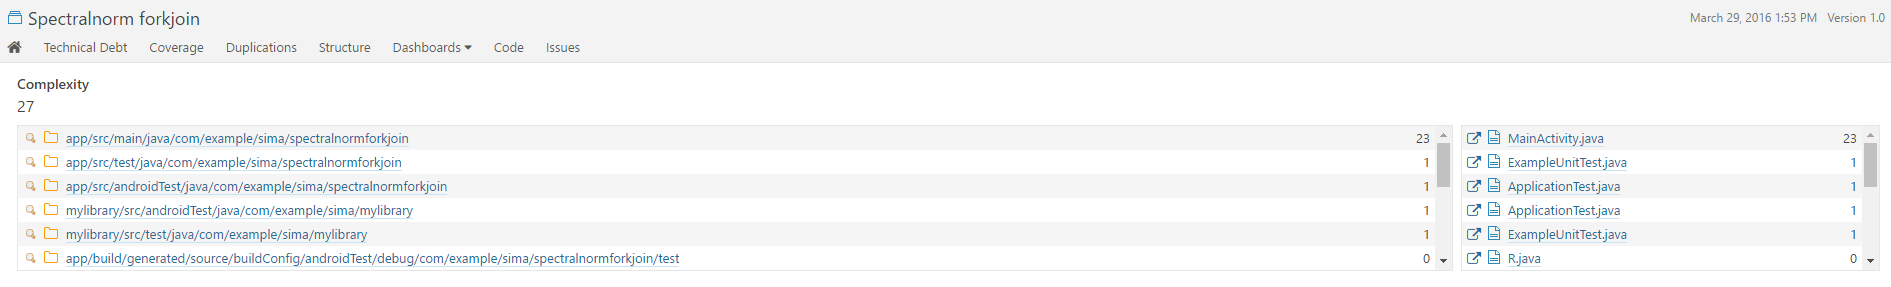 Spectralnorm forkjoin
March 29, 2016 1:53 PM Version 1.0
Technical Debt Coverage Duplications Structure Dashboards Code Issues
Complexity
27
app/src/main/java/com/example/sima/spectralnormforkjoin 23
app/src/test/java/com/example/sima/spectralnormforkjoin 1
app/src/androidTest/java/com/example/sima/spectralnormforkjoin 1
mylibrary/src/androidTest/java/com/example/sima/mylibrary 1
mylibrary/src/test/java/com/example/sima/mylibrary 1
app/build/generated/source/buildConfig/androidTest/debug/com/example/sima/spectralnormforkjoin/test 0
MainActivity.java 23
ExampleUnitTest.java 1
ApplicationTest.java 1
ApplicationTest.java 1
ExampleUnitTest.java 1
R.java 0